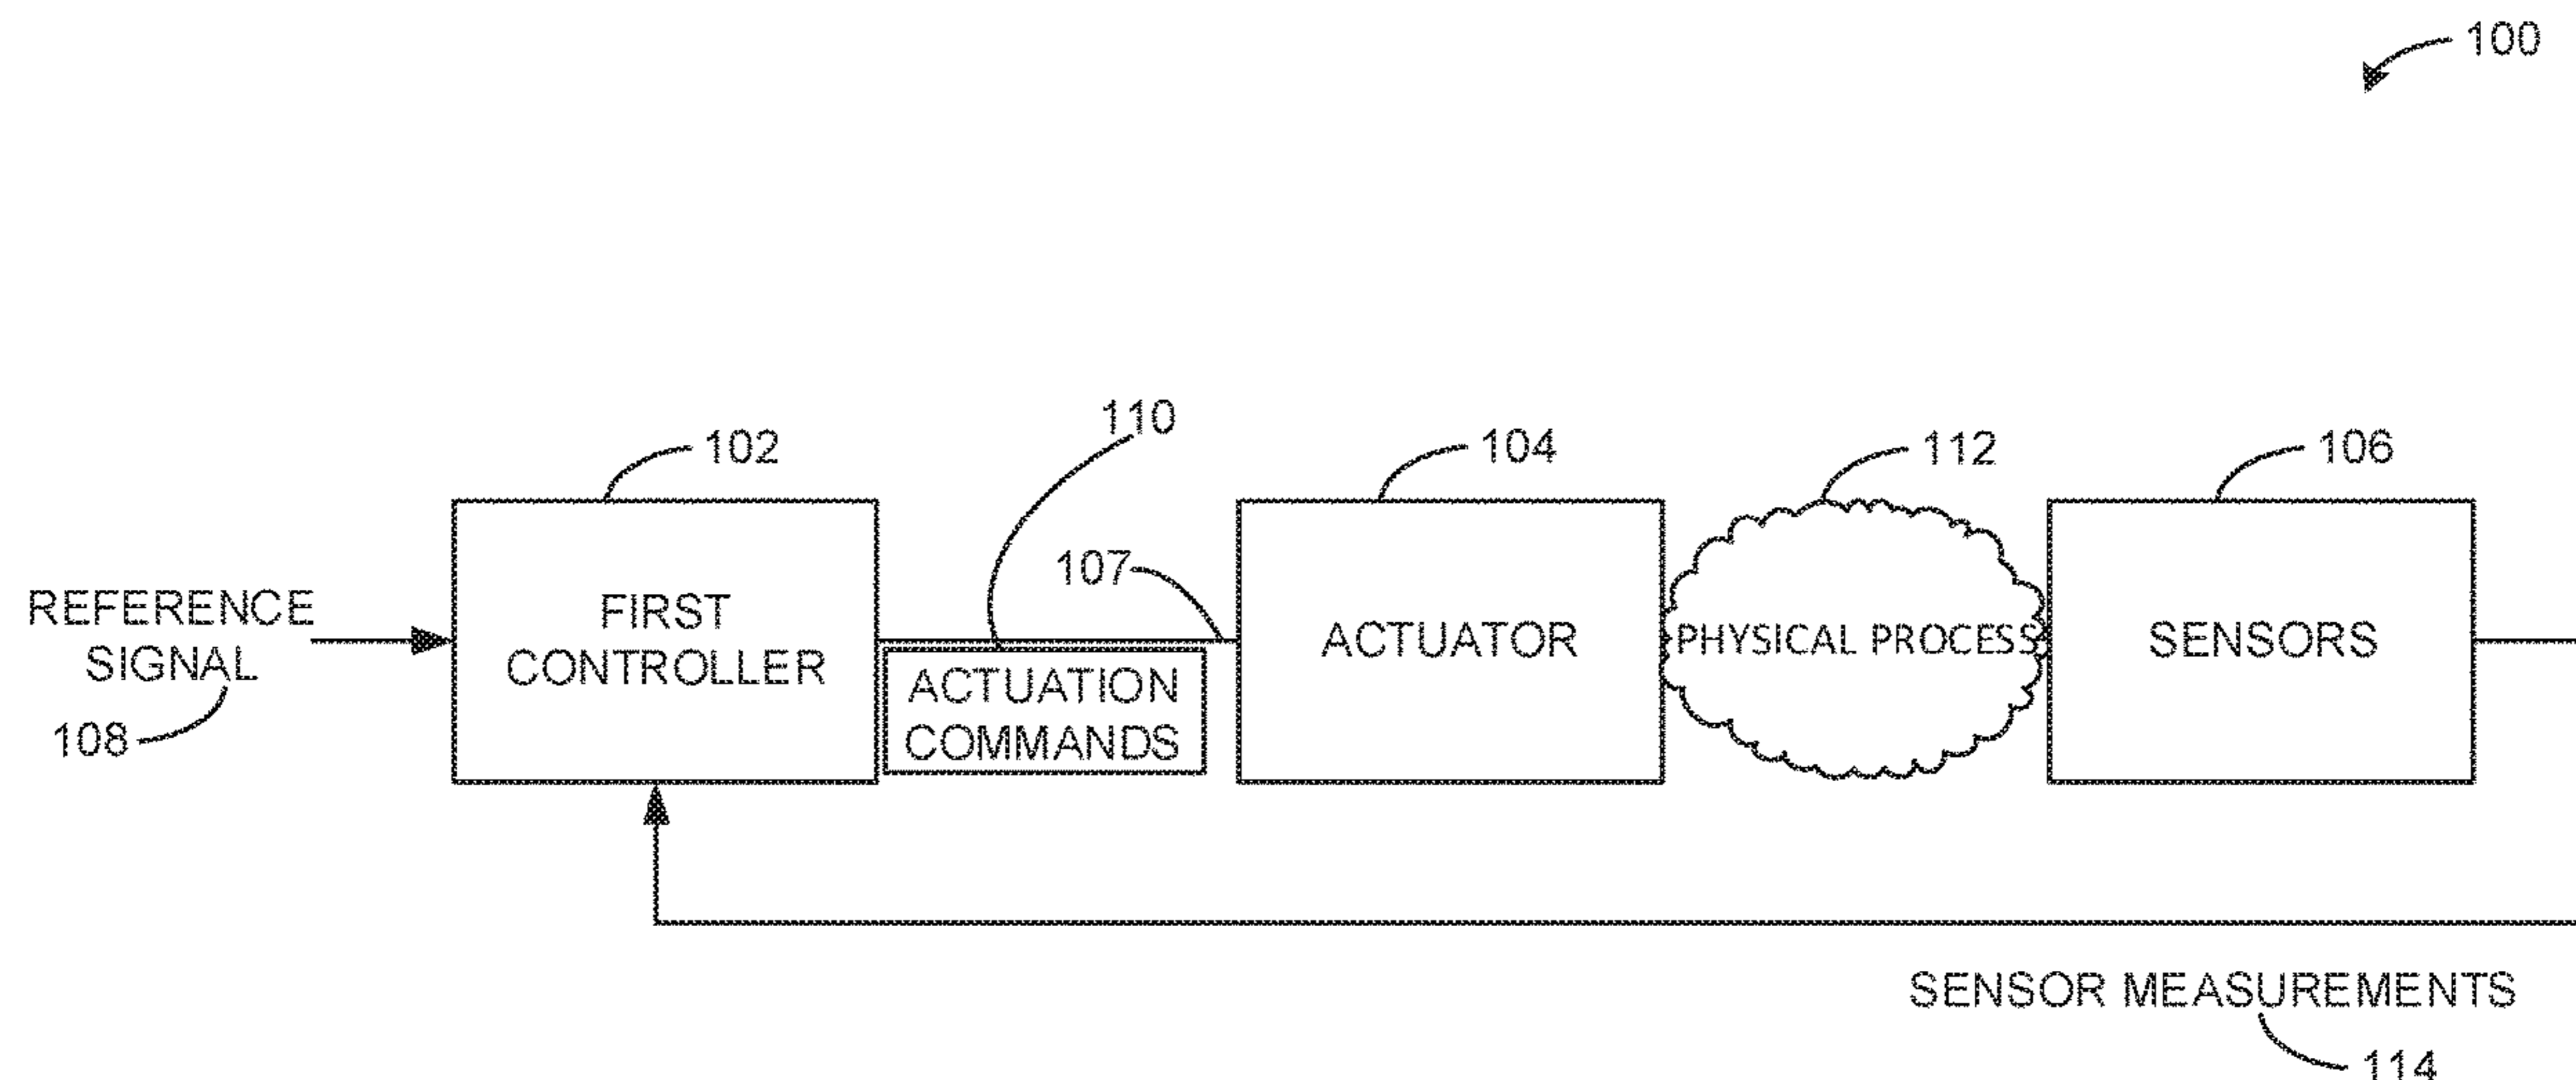 100
110
102
104
112
106
107
REFERENCE
SIGNAL
108
FIRST
CONTROLLER
ACTUATION
COMMANDS
ACTUATOR
PHYSICAL PROCESS
SENSORS
SENSOR MEASUREMENTS
114